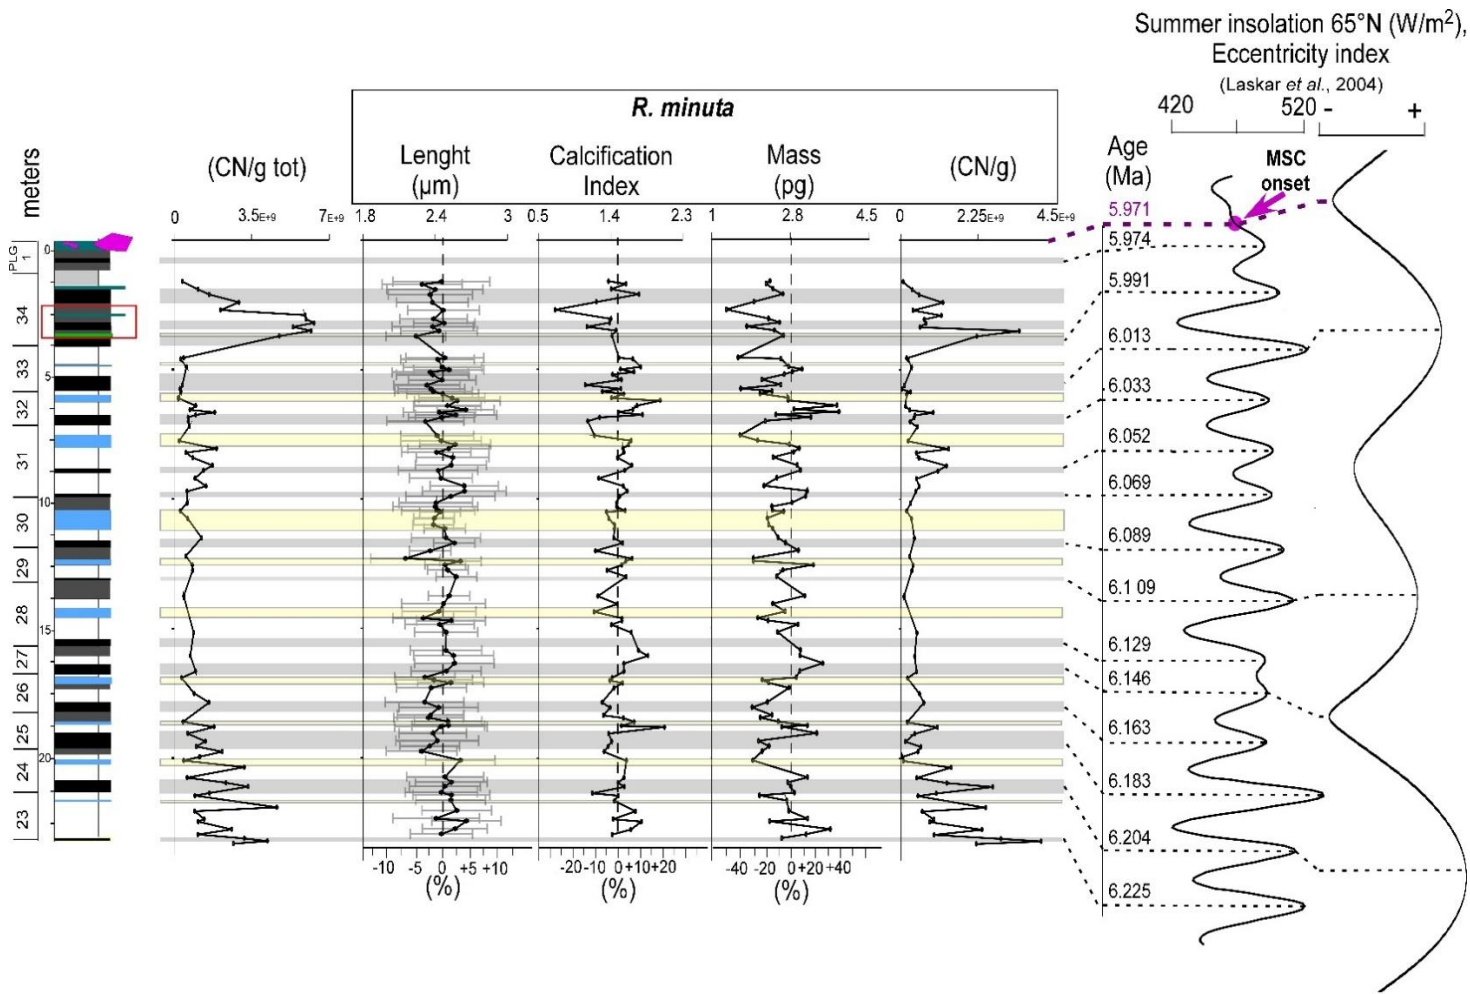 Summer insolation 65°N (W/m²),
Eccentricity index
(Laskar et al., 2004)
420 520 - +
R. minuta
meters
(CN/g tot)
Lenght
(µm)
Calcification
Index
Mass
(pg)
(CN/g)
Age
(Ma)
MSC
onset
0 3.5E+9 7E+9
1.8 2.4 3
0.5 1.4 2.3
1 2.8 4.5
0 2.25E+9 4.5E+9
PLG
1
34
33
32
31
30
29
28
27
26
25
24
23
0
5
10
15
20
5.971
5.974
5.991
6.013
6.033
6.052
6.069
6.089
6.1 09
6.129
6.146
6.163
6.183
6.204
6.225
-10 -5 0 +5 +10
(%)
-20 -10 0 +10 +20
(%)
-40 -20 0 +20 +40
(%)